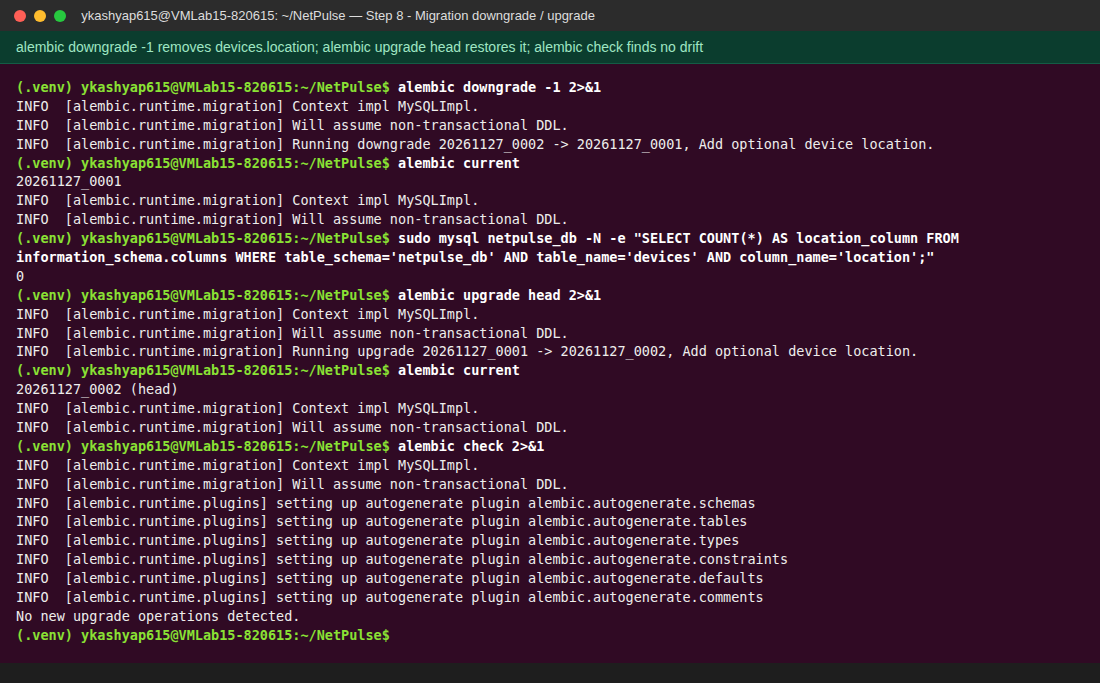 ykashyap615@VMLab15-820615: ~/NetPulse — Step 8 - Migration downgrade / upgrade
alembic downgrade -1 removes devices.location; alembic upgrade head restores it; alembic check finds no drift
(.venv) ykashyap615@VMLab15-820615:~/NetPulse$ alembic downgrade -1 2>&1
INFO  [alembic.runtime.migration] Context impl MySQLImpl.
INFO  [alembic.runtime.migration] Will assume non-transactional DDL.
INFO  [alembic.runtime.migration] Running downgrade 20261127_0002 -> 20261127_0001, Add optional device location.
(.venv) ykashyap615@VMLab15-820615:~/NetPulse$ alembic current
20261127_0001
INFO  [alembic.runtime.migration] Context impl MySQLImpl.
INFO  [alembic.runtime.migration] Will assume non-transactional DDL.
(.venv) ykashyap615@VMLab15-820615:~/NetPulse$ sudo mysql netpulse_db -N -e "SELECT COUNT(*) AS location_column FROM
information_schema.columns WHERE table_schema='netpulse_db' AND table_name='devices' AND column_name='location';"
0
(.venv) ykashyap615@VMLab15-820615:~/NetPulse$ alembic upgrade head 2>&1
INFO  [alembic.runtime.migration] Context impl MySQLImpl.
INFO  [alembic.runtime.migration] Will assume non-transactional DDL.
INFO  [alembic.runtime.migration] Running upgrade 20261127_0001 -> 20261127_0002, Add optional device location.
(.venv) ykashyap615@VMLab15-820615:~/NetPulse$ alembic current
20261127_0002 (head)
INFO  [alembic.runtime.migration] Context impl MySQLImpl.
INFO  [alembic.runtime.migration] Will assume non-transactional DDL.
(.venv) ykashyap615@VMLab15-820615:~/NetPulse$ alembic check 2>&1
INFO  [alembic.runtime.migration] Context impl MySQLImpl.
INFO  [alembic.runtime.migration] Will assume non-transactional DDL.
INFO  [alembic.runtime.plugins] setting up autogenerate plugin alembic.autogenerate.schemas
INFO  [alembic.runtime.plugins] setting up autogenerate plugin alembic.autogenerate.tables
INFO  [alembic.runtime.plugins] setting up autogenerate plugin alembic.autogenerate.types
INFO  [alembic.runtime.plugins] setting up autogenerate plugin alembic.autogenerate.constraints
INFO  [alembic.runtime.plugins] setting up autogenerate plugin alembic.autogenerate.defaults
INFO  [alembic.runtime.plugins] setting up autogenerate plugin alembic.autogenerate.comments
No new upgrade operations detected.
(.venv) ykashyap615@VMLab15-820615:~/NetPulse$